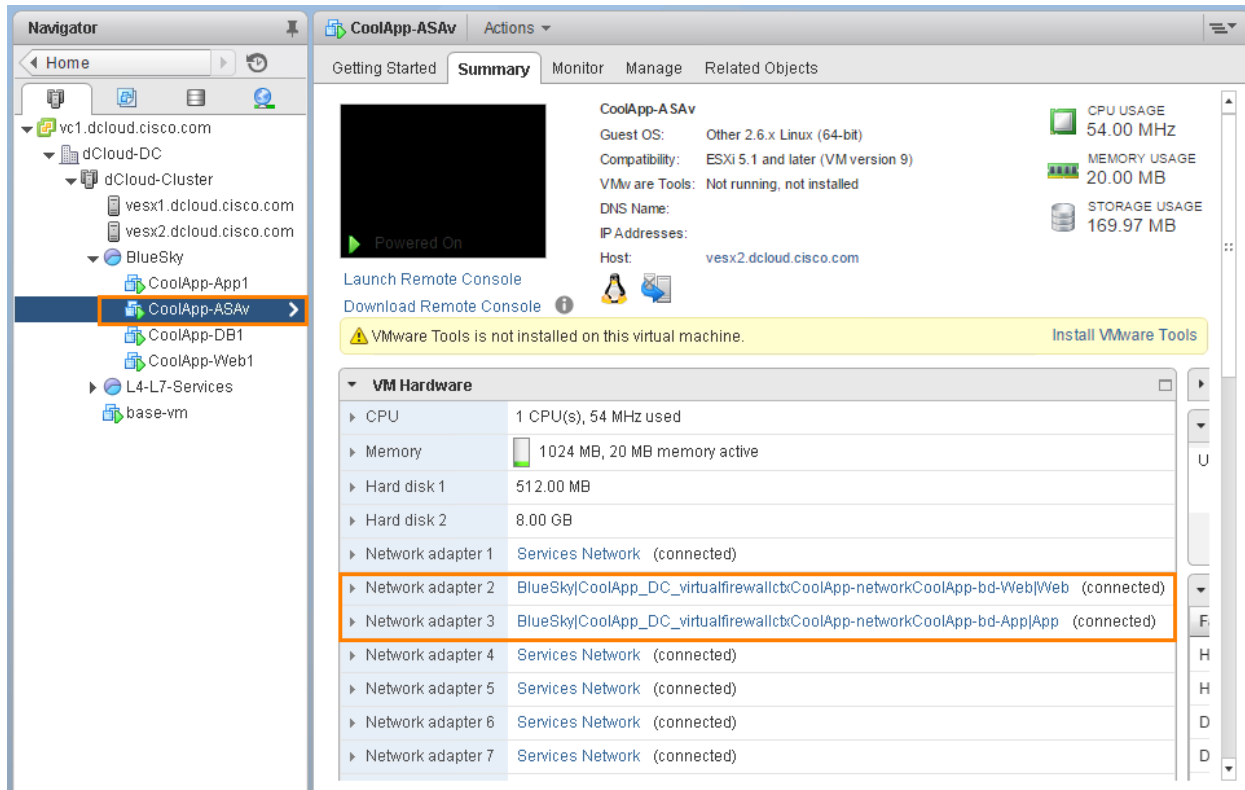 Navigator
Home
vc1.dcloud.cisco.com
dCloud-DC
dCloud-Cluster
vesx1.dcloud.cisco.com
vesx2.dcloud.cisco.com
BlueSky
CoolApp-App1
CoolApp-ASAv
CoolApp-DB1
CoolApp-Web1
L4-L7-Services
base-vm
CoolApp-ASAv Actions
Getting Started Summary Monitor Manage Related Objects
Powered On
Launch Remote Console
Download Remote Console
CoolApp-ASAv
Guest OS: Other 2.6.x Linux (64-bit)
Compatibility: ESXi 5.1 and later (VM version 9)
VMware Tools: Not running, not installed
DNS Name:
IP Addresses:
Host: vesx2.dcloud.cisco.com
CPU USAGE
54.00 MHz
MEMORY USAGE
20.00 MB
STORAGE USAGE
169.97 MB
VMware Tools is not installed on this virtual machine. Install VMware Tools
VM Hardware
CPU 1 CPU(s), 54 MHz used
Memory 1024 MB, 20 MB memory active
Hard disk 1 512.00 MB
Hard disk 2 8.00 GB
Network adapter 1 Services Network (connected)
Network adapter 2 BlueSky|CoolApp_DC_virtualfirewallctxCoolApp-networkCoolApp-bd-Web|Web (connected)
Network adapter 3 BlueSky|CoolApp_DC_virtualfirewallctxCoolApp-networkCoolApp-bd-App|App (connected)
Network adapter 4 Services Network (connected)
Network adapter 5 Services Network (connected)
Network adapter 6 Services Network (connected)
Network adapter 7 Services Network (connected)
U
F
H
H
D
D